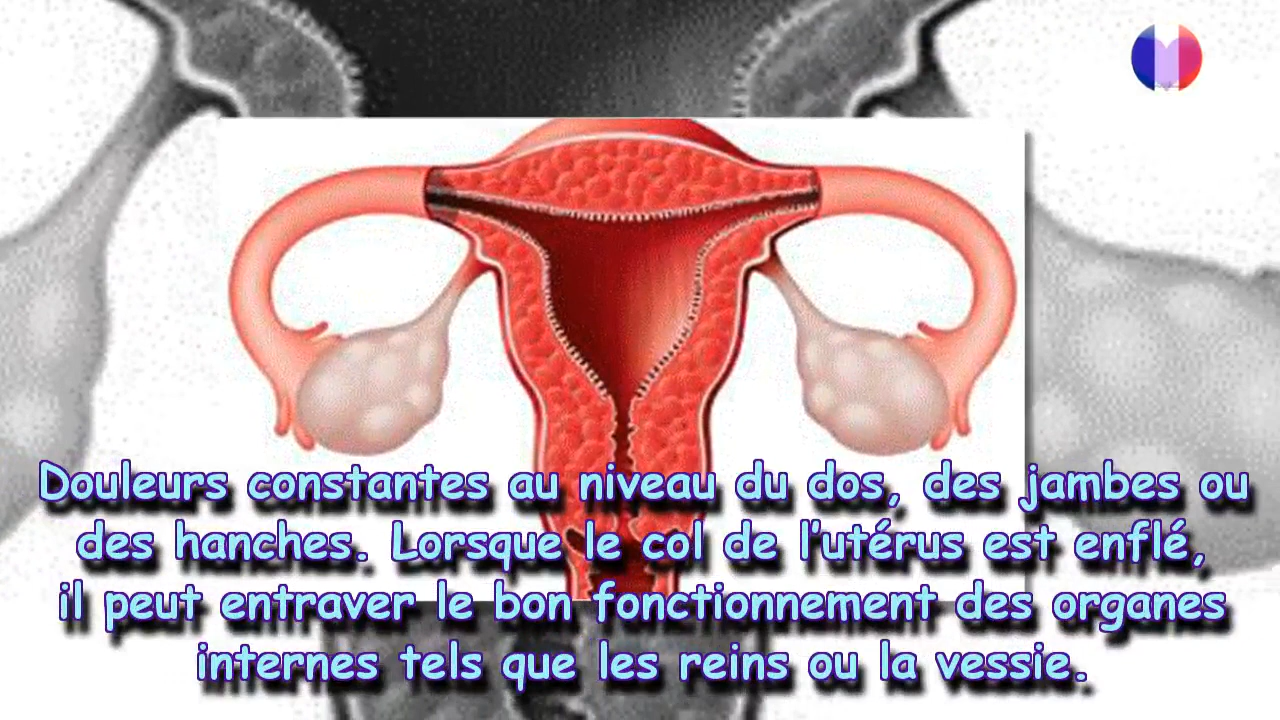 Douleurs constantes au niveau du dos, des jambes ou
des hanches. Lorsque le col de l'utérus est enflé,
il peut entraver le bon fonctionnement des organes
internes tels que les reins ou la vessie.